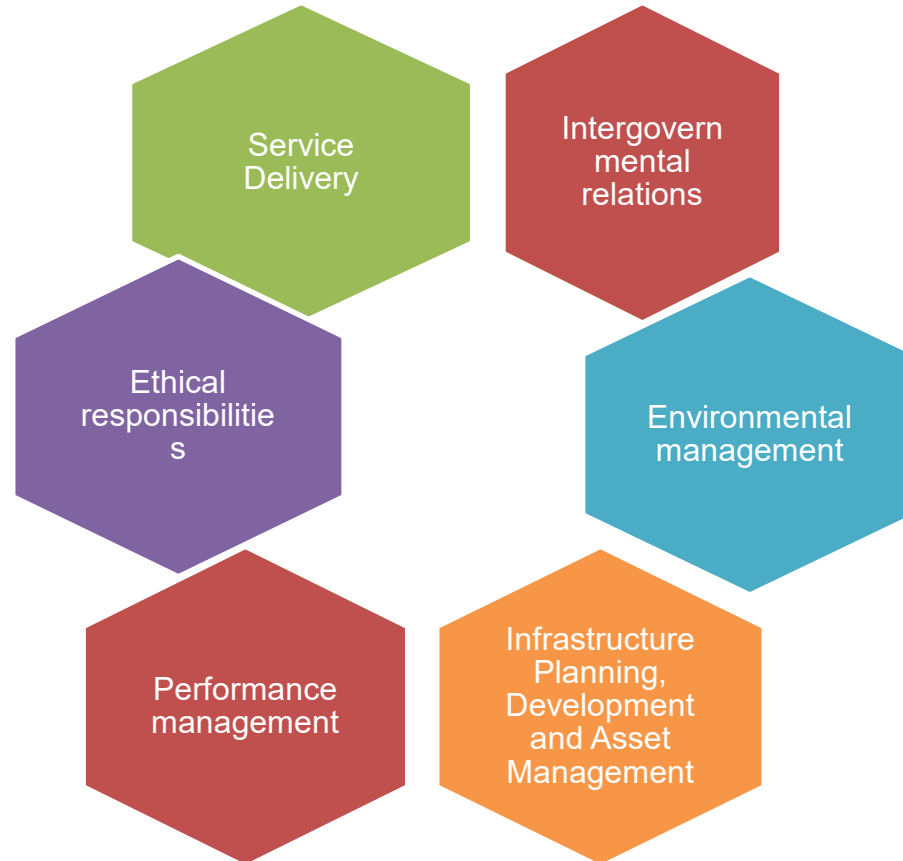 Service
Delivery
Intergovern
mental
relations
Ethical
responsibilitie
s
Environmental
management
Performance
management
Infrastructure
Planning,
Development
and Asset
Management